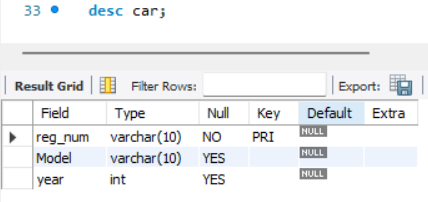 33 desc car;
Result Grid Filter Rows: Export:
Field Type Null Key Default Extra
reg_num varchar(10) NO PRI NULL
Model varchar(10) YES NULL
year int YES NULL